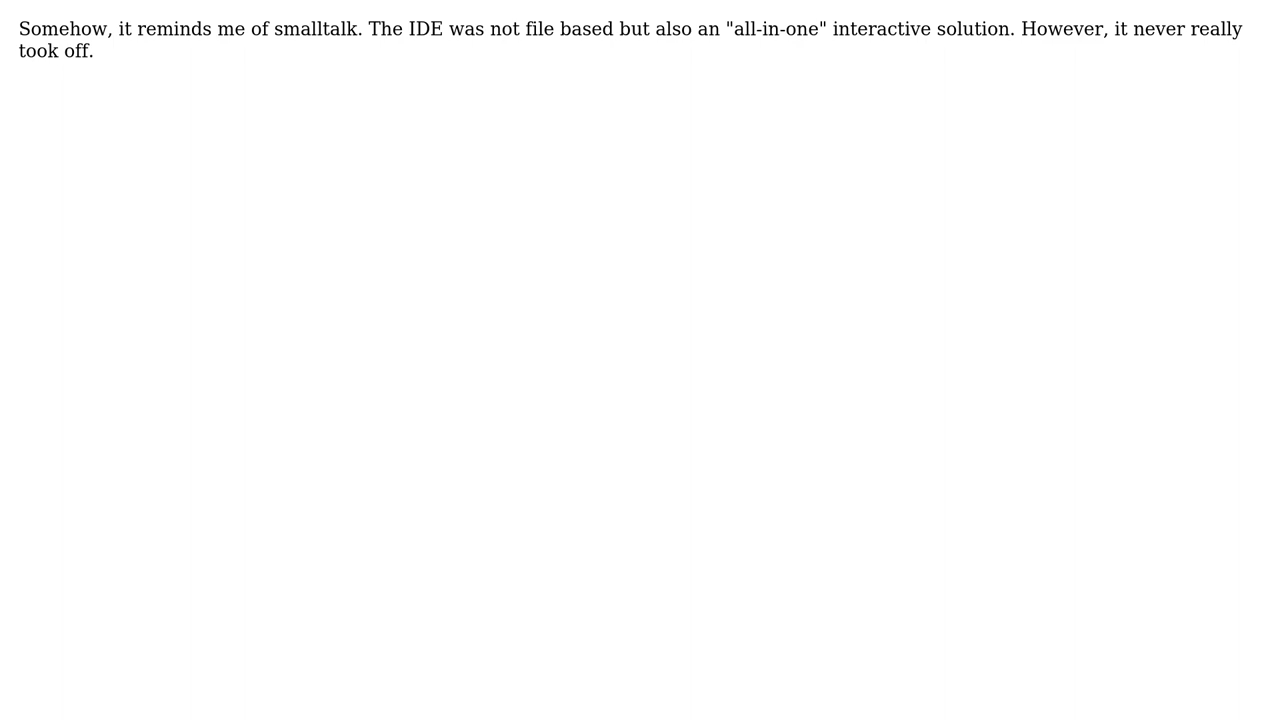 Somehow, it reminds me of smalltalk. The IDE was not file based but also an "all-in-one" interactive solution. However, it never really
took off.